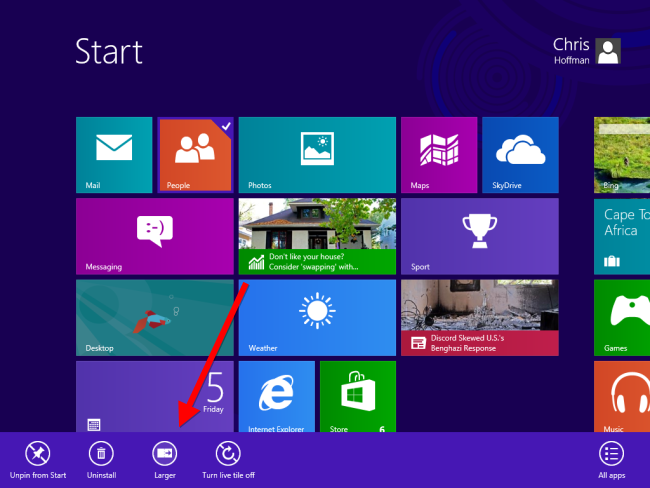 Start
Chris
Hoffman
Mail
People
Photos
Maps
SkyDrive
Bing
Messaging
Don't like your house?
Consider 'swapping' with...
Sport
Cape To
Africa
Desktop
Weather
Discord Skewed U.S.'s
Benghazi Response
Games
5
Friday
Internet Explorer
Store
6
Music
Unpin from Start
Uninstall
Larger
Turn live tile off
All apps